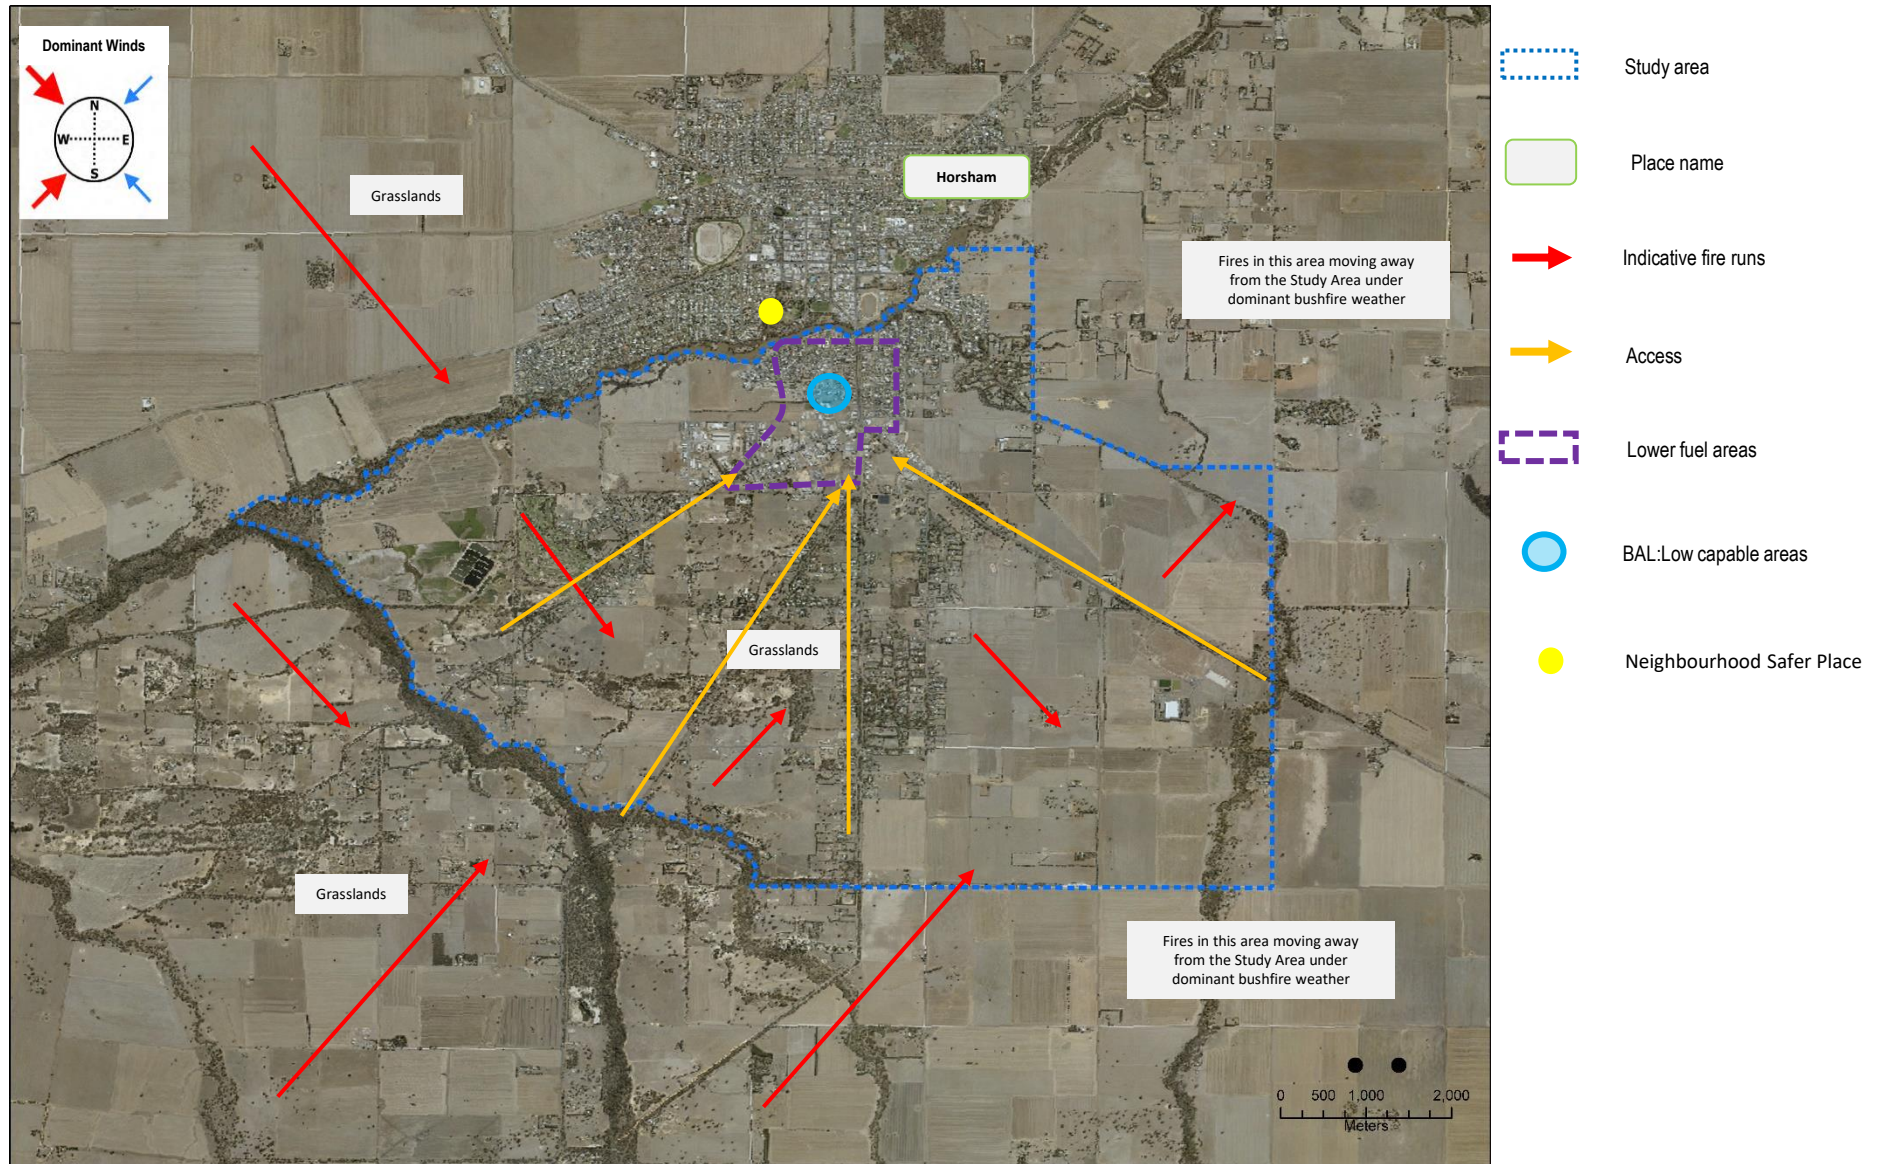 Dominant Winds
N
W
E
S
Grasslands
Horsham
Fires in this area moving away
from the Study Area under
dominant bushfire weather
Grasslands
Grasslands
Fires in this area moving away
from the Study Area under
dominant bushfire weather
0 500 1,000 2,000
Meters
Study area
Place name
Indicative fire runs
Access
Lower fuel areas
BAL:Low capable areas
Neighbourhood Safer Place